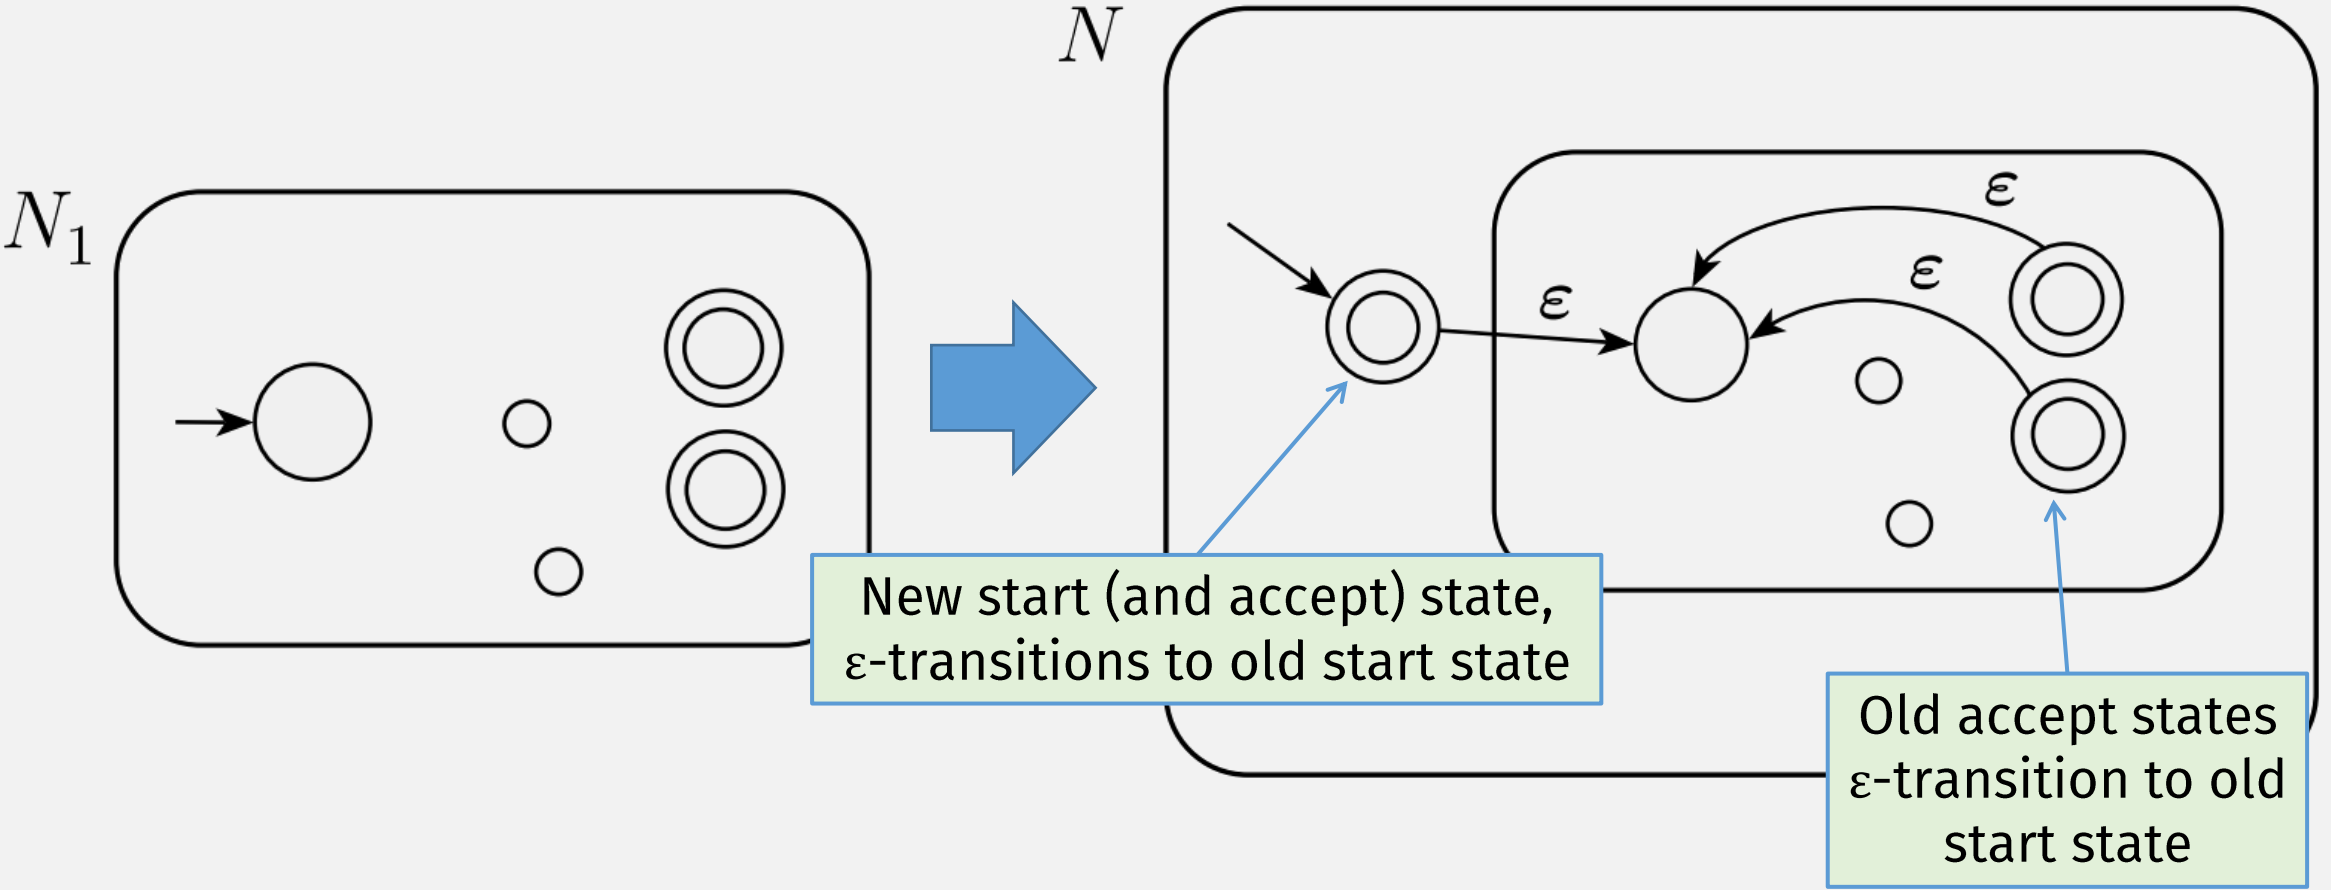 N
N₁
ε
ε
ε
New start (and accept) state,
ε-transitions to old start state
Old accept states
ε-transition to old
start state